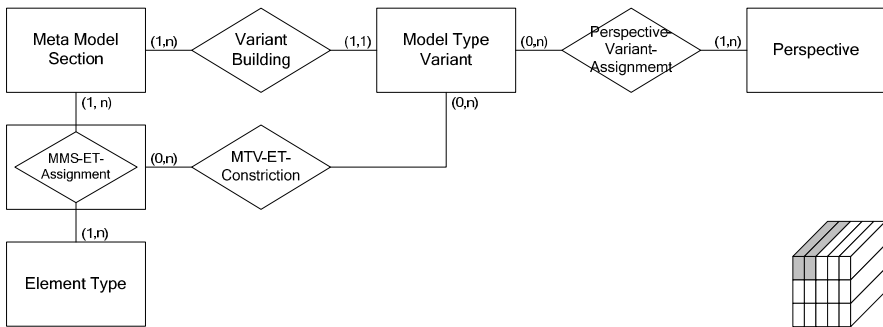 Meta Model
Section
(1,n)
Variant
Building
(1,1)
Model Type
Variant
(0,n)
Perspective-
Variant-
Assignmemt
(1,n)
Perspective
(1, n)
(0,n)
MMS-ET-
Assignment
(0,n)
MTV-ET-
Constriction
(1,n)
Element Type